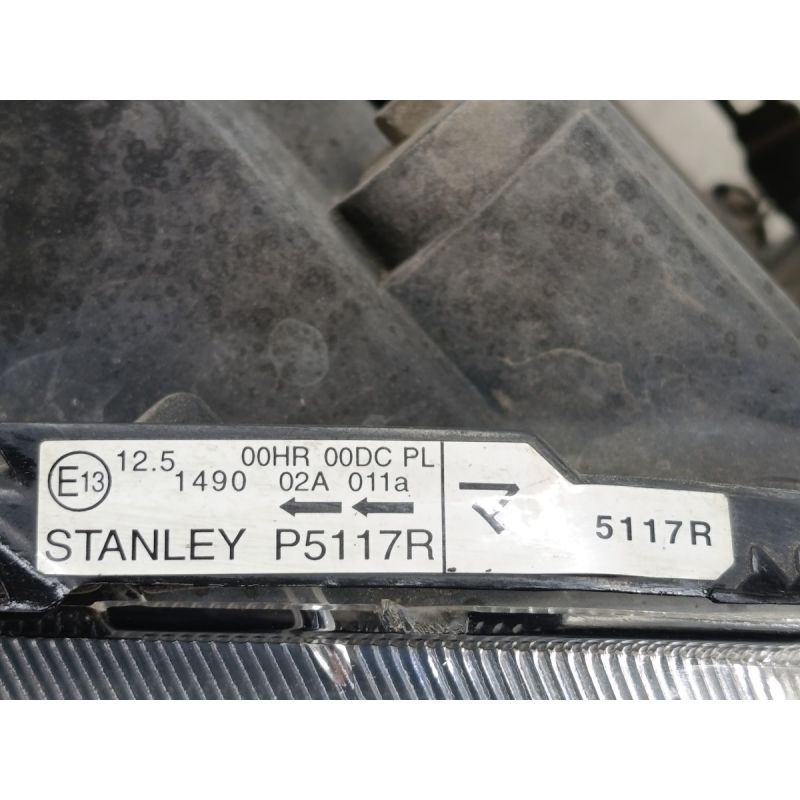 E13 12.5 00HR 00DC PL
1490 02A 011a
STANLEY P5117R
5117R